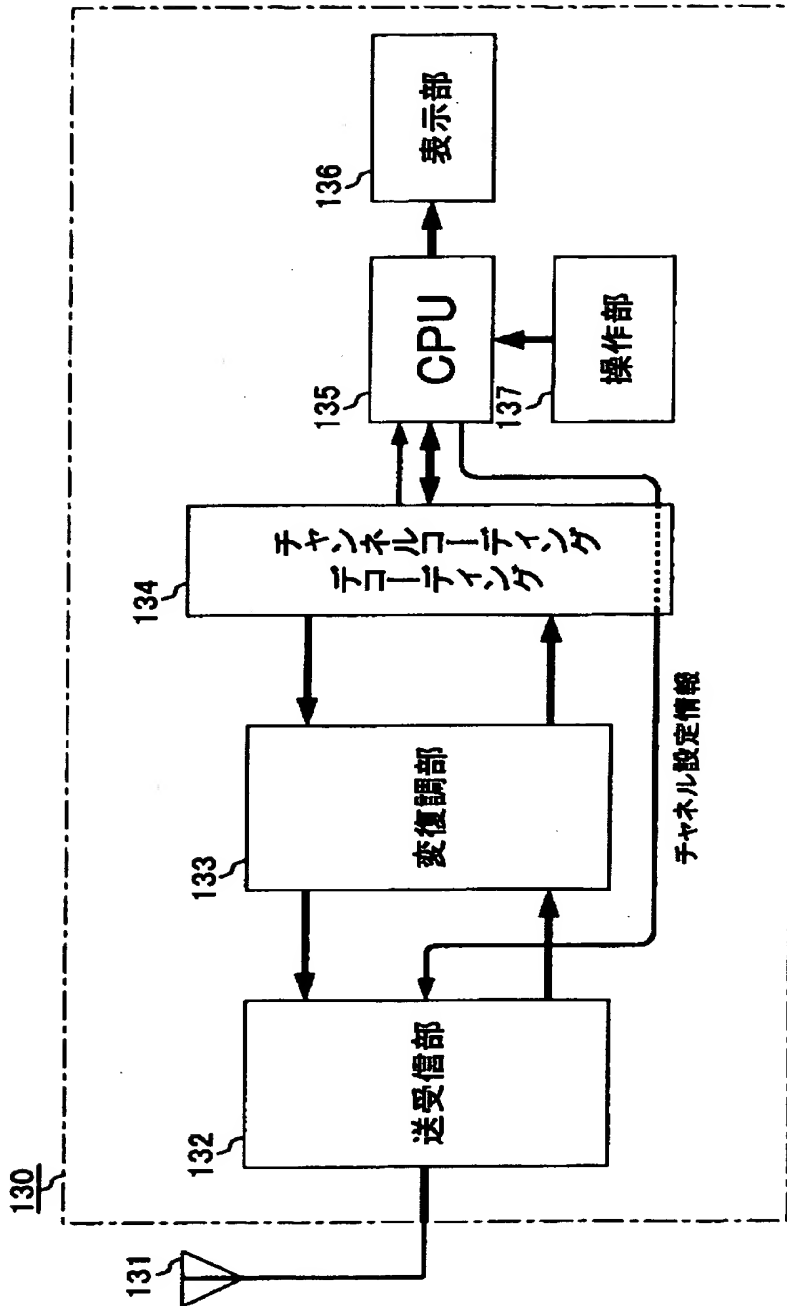 130
131
132
送受信部
133
変復調部
134
チャンネルコーディング
デコーディング
135
CPU
136
表示部
137
操作部
チャネル設定情報